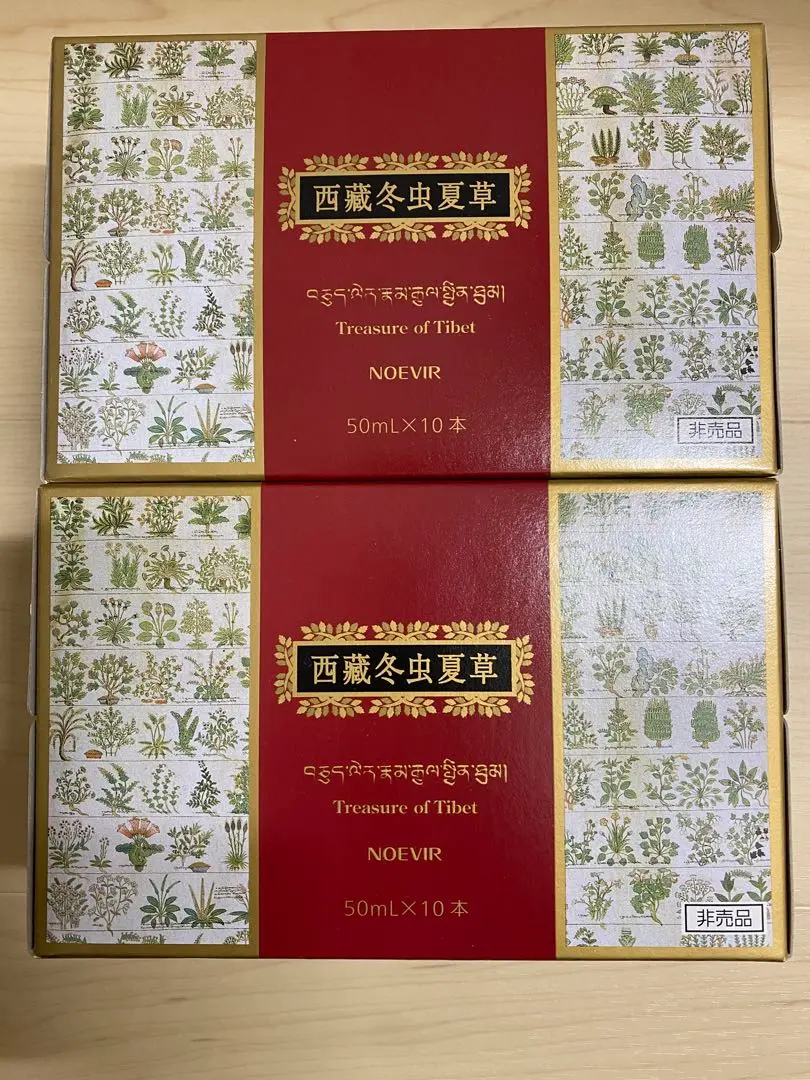 西藏冬虫夏草
བཅུད་ལེན་རྣམ་རྒྱལ་སྤྲིན་ཕྲམ།
Treasure of Tibet
NOEVIR
50mL×10本
非売品
西藏冬虫夏草
Treasure of Tibet
NOEVIR
50mL×10本
非売品